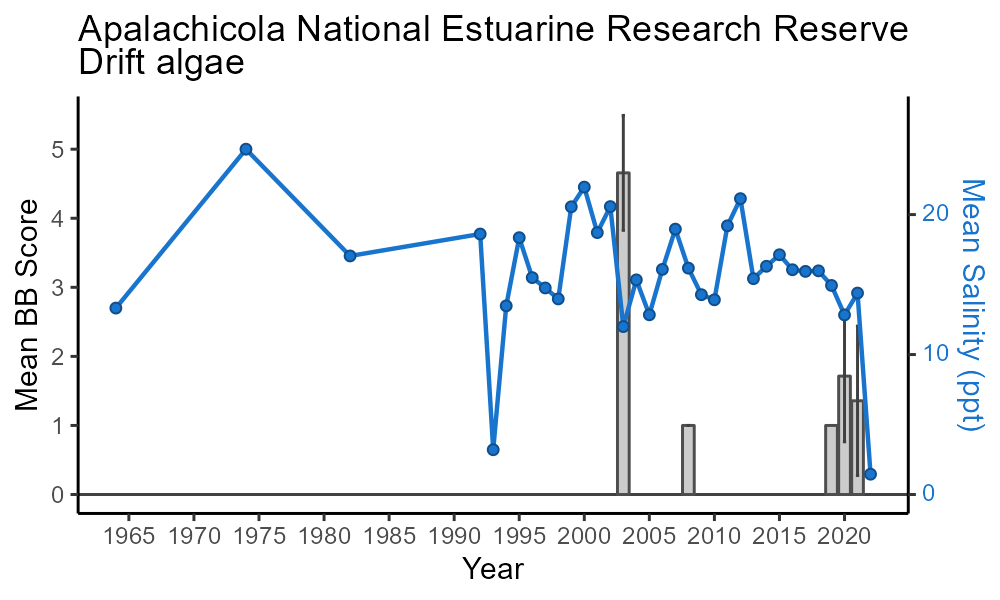 Apalachicola National Estuarine Research Reserve
Drift algae
Mean BB Score
5
4
3
2
1
0
20
10
0
Mean Salinity (ppt)
1965 1970 1975 1980 1985 1990 1995 2000 2005 2010 2015 2020
Year